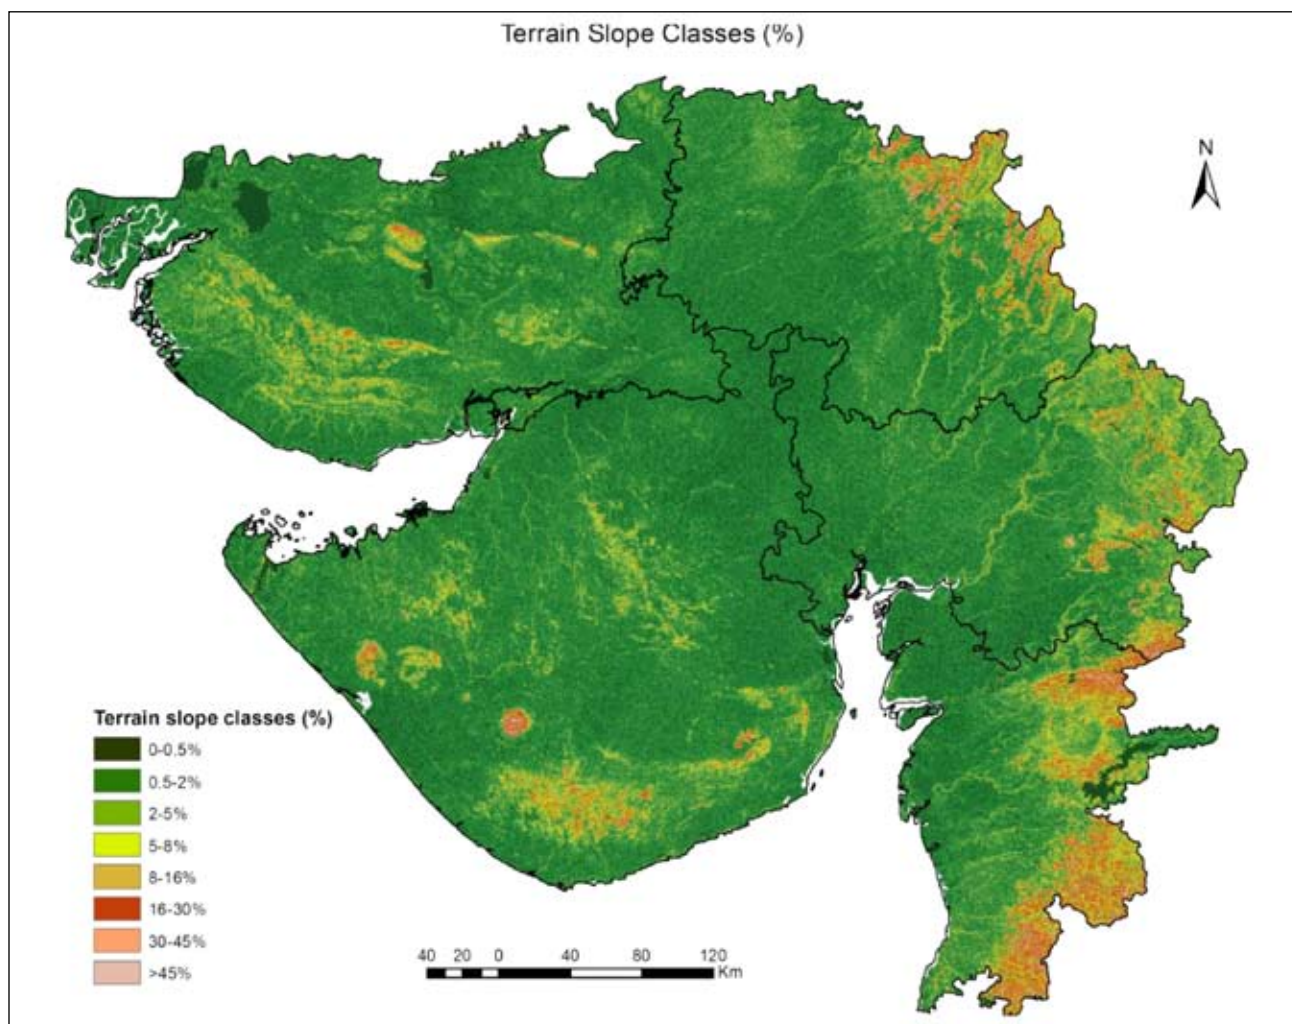 Terrain Slope Classes (%)
N
Terrain slope classes (%)
0-0.5%
0.5-2%
2-5%
5-8%
8-16%
16-30%
30-45%
>45%
40 20 0 40 80 120
Km